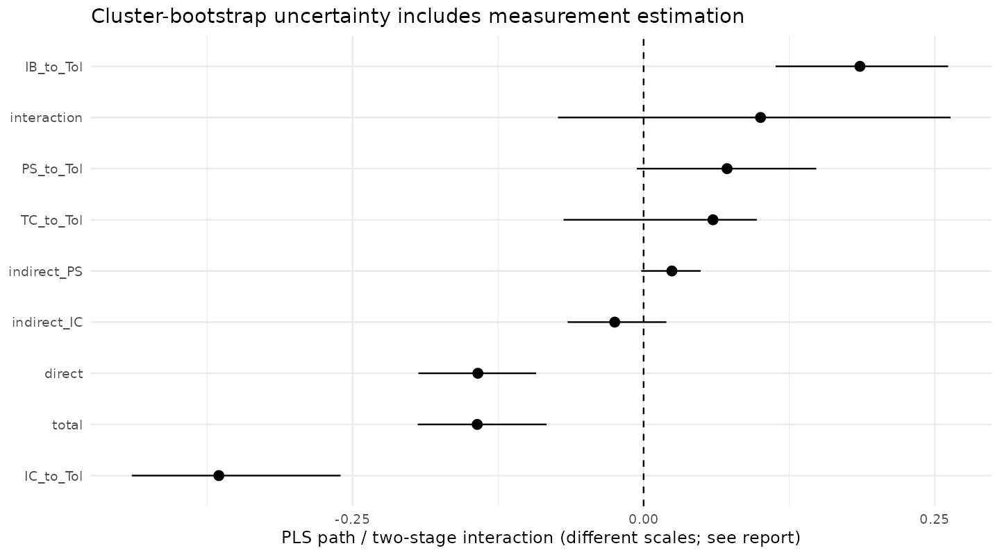 Cluster-bootstrap uncertainty includes measurement estimation
IB_to_Tol
interaction
PS_to_Tol
TC_to_Tol
indirect_PS
indirect_IC
direct
total
IC_to_Tol
-0.25
0.00
0.25
PLS path / two-stage interaction (different scales; see report)